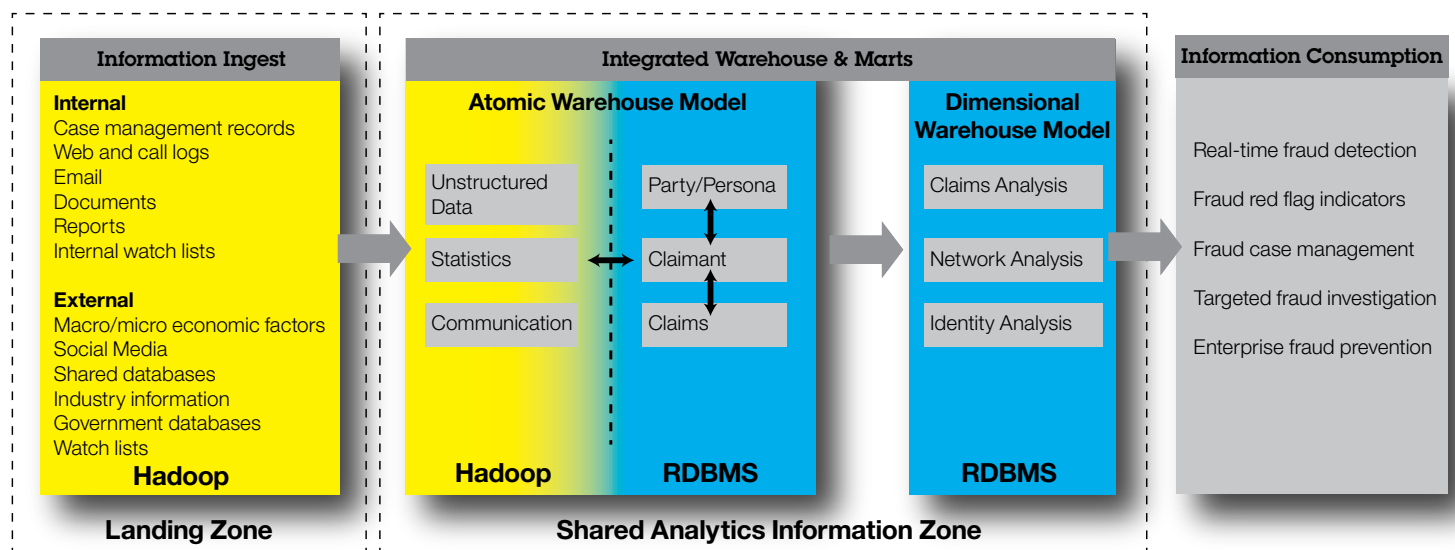 Information Ingest
Internal
Case management records
Web and call logs
Email
Documents
Reports
Internal watch lists
External
Macro/micro economic factors
Social Media
Shared databases
Industry information
Government databases
Watch lists
Hadoop
Landing Zone
Integrated Warehouse & Marts
Atomic Warehouse Model
Unstructured
Data
Statistics
Communication
Hadoop
Party/Persona
Claimant
Claims
RDBMS
Dimensional
Warehouse Model
Claims Analysis
Network Analysis
Identity Analysis
RDBMS
Shared Analytics Information Zone
Information Consumption
Real-time fraud detection
Fraud red flag indicators
Fraud case management
Targeted fraud investigation
Enterprise fraud prevention